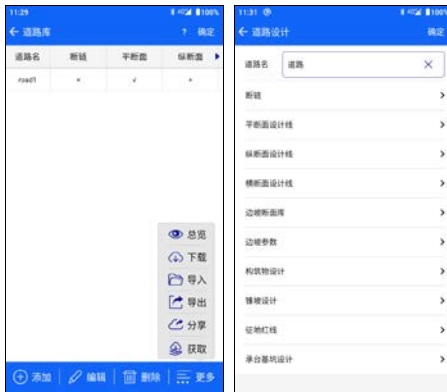 11:29 4G 100%
← 道路库 ? 确定
道路名 断链 平断面 纵断面
road1 × √ ×
总览
下载
导入
导出
分享
获取
添加 编辑 删除 更多
11:31 100%
← 道路设计 确定
道路名 道路 ×
断链
平断面设计线
纵断面设计线
横断面设计线
边坡断面库
边坡参数
构筑物设计
锥坡设计
征地红线
承台基坑设计